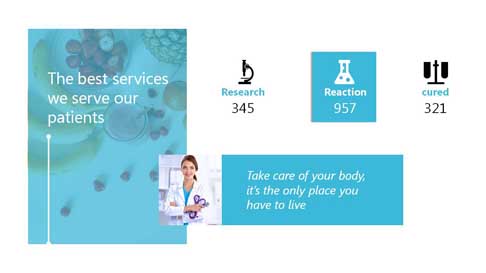 The best services
we serve our
patients
Research
345
Reaction
957
cured
321
Take care of your body,
it's the only place you
have to live